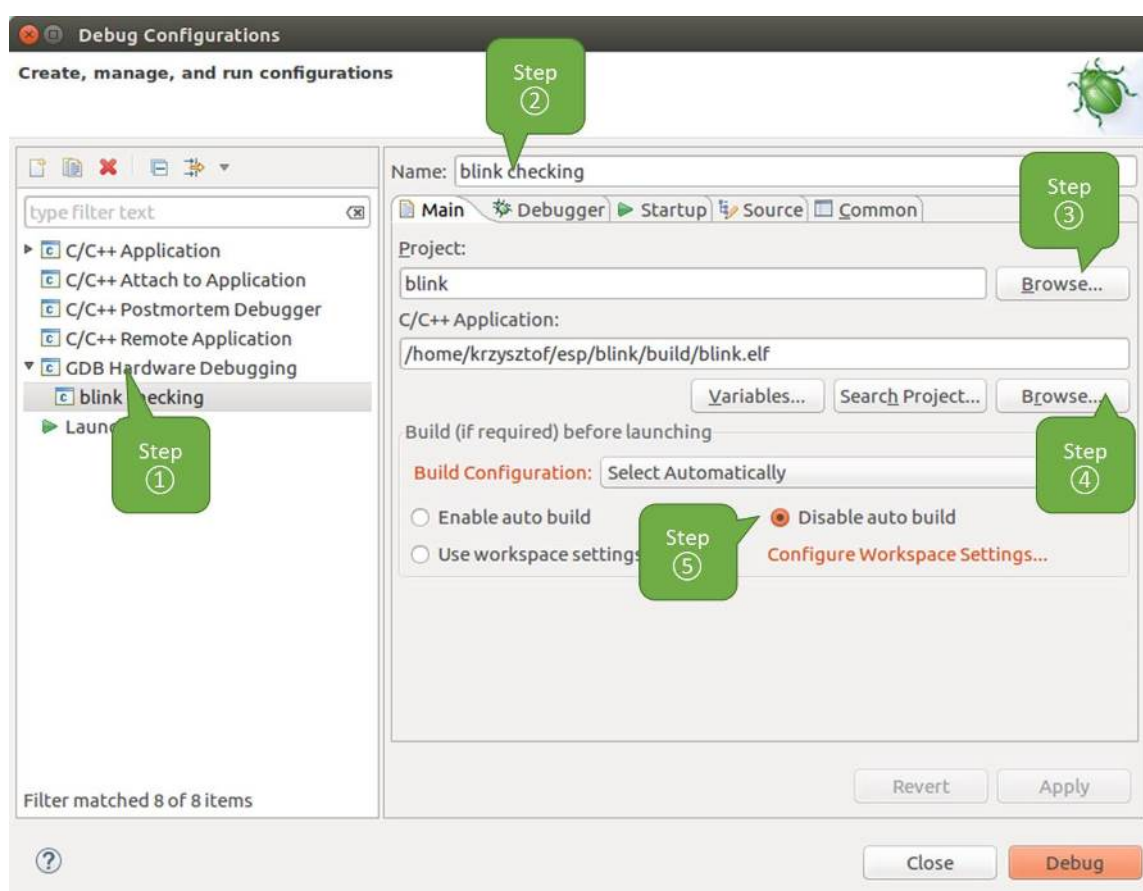 Debug Configurations
Create, manage, and run configurations
Step
②
Name: blink checking
Step
③
type filter text
Main Debugger Startup Source Common
C/C++ Application
C/C++ Attach to Application
C/C++ Postmortem Debugger
C/C++ Remote Application
GDB Hardware Debugging
blink checking
Step
①
Project:
blink
Browse...
C/C++ Application:
/home/krzysztof/esp/blink/build/blink.elf
Variables... Search Project... Browse...
Step
④
Build (if required) before launching
Build Configuration: Select Automatically
Enable auto build
Disable auto build
Step
⑤
Use workspace settings
Configure Workspace Settings...
Revert Apply
Filter matched 8 of 8 items
?
Close Debug